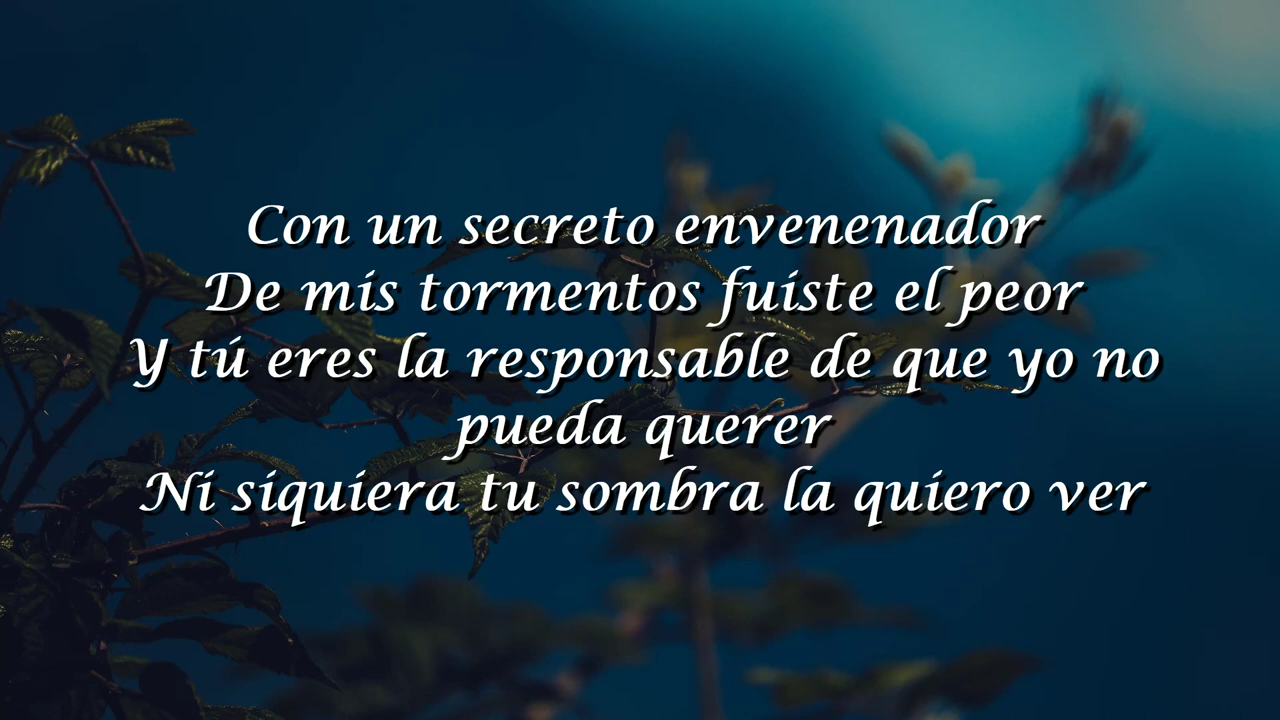 Con un secreto envenenador
De mis tormentos fuiste el peor
Y tú eres la responsable de que yo no
pueda querer
Ni siquiera tu sombra la quiero ver